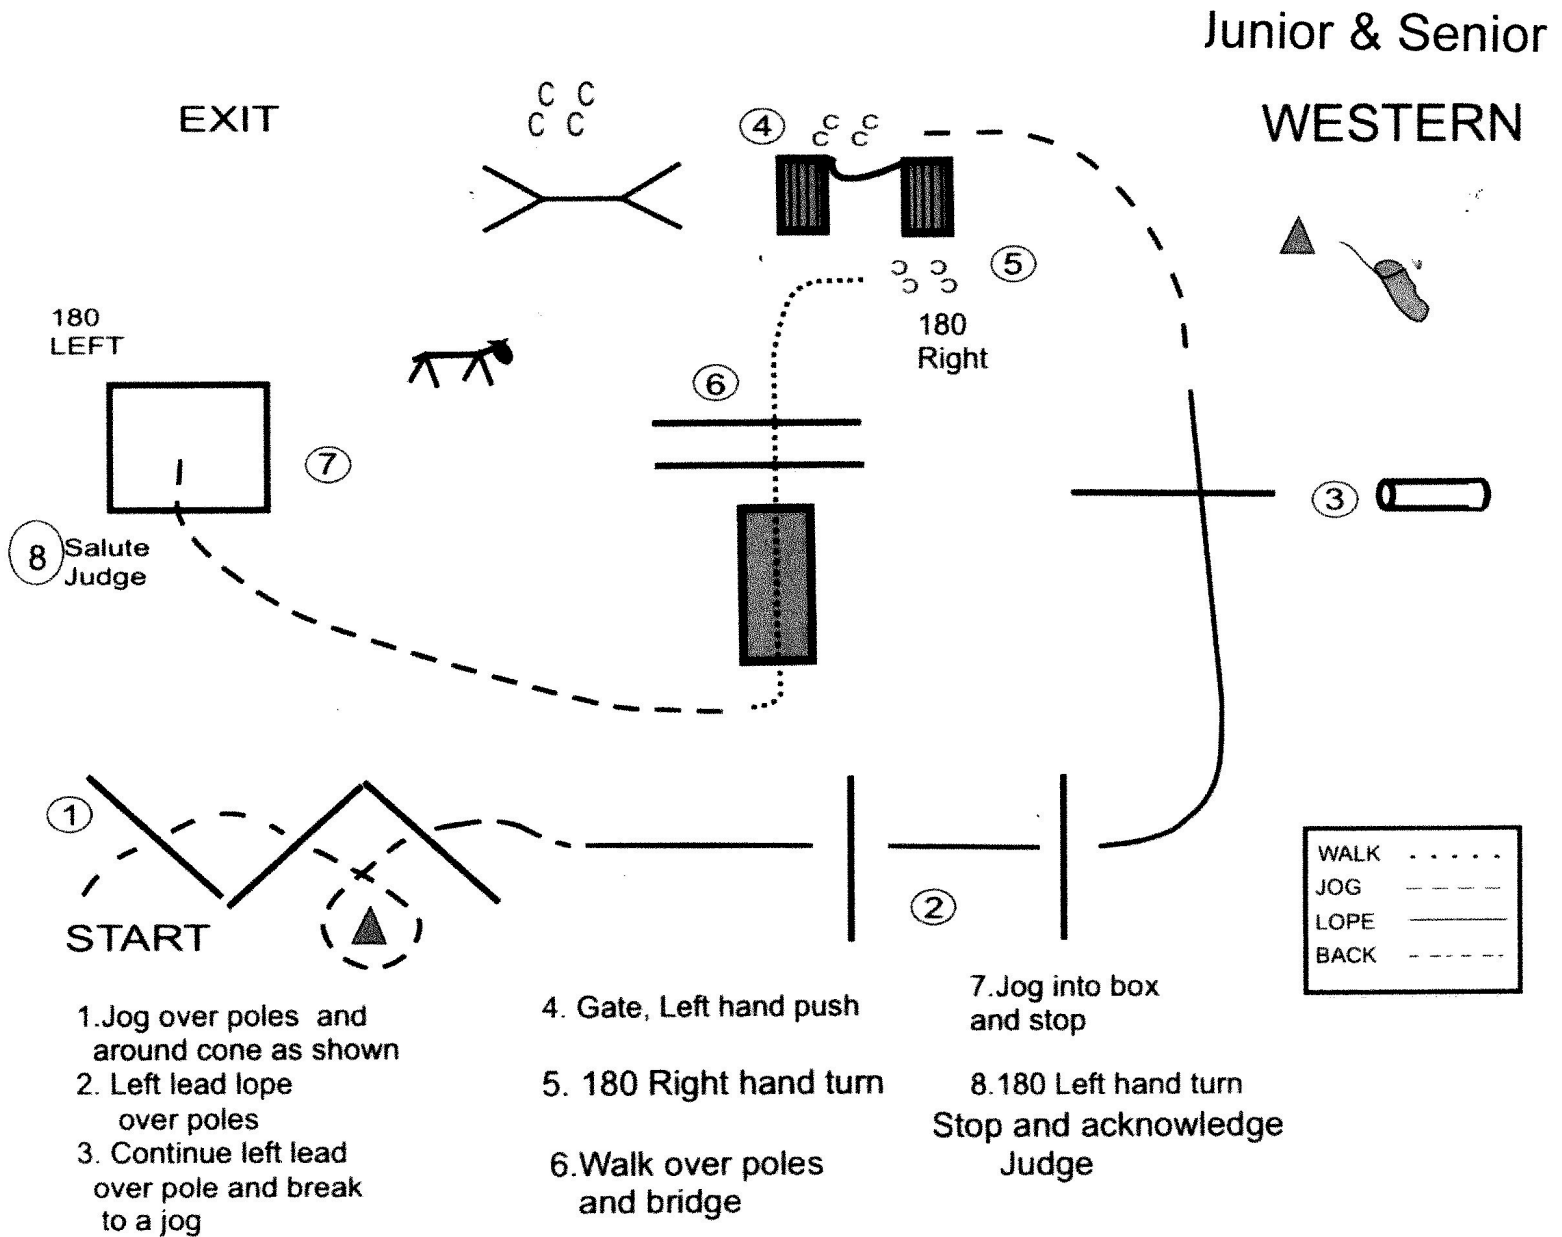 Junior & Senior
WESTERN
EXIT
C C
C C
4
C C
C C
5
180
Right
180
LEFT
6
7
3
8
Salute
Judge
1
START
2
WALK
JOG
LOPE
BACK
1.Jog over poles and
around cone as shown
2. Left lead lope
over poles
3. Continue left lead
over pole and break
to a jog
4. Gate, Left hand push
5. 180 Right hand turn
6.Walk over poles
and bridge
7.Jog into box
and stop
8.180 Left hand turn
Stop and acknowledge
Judge